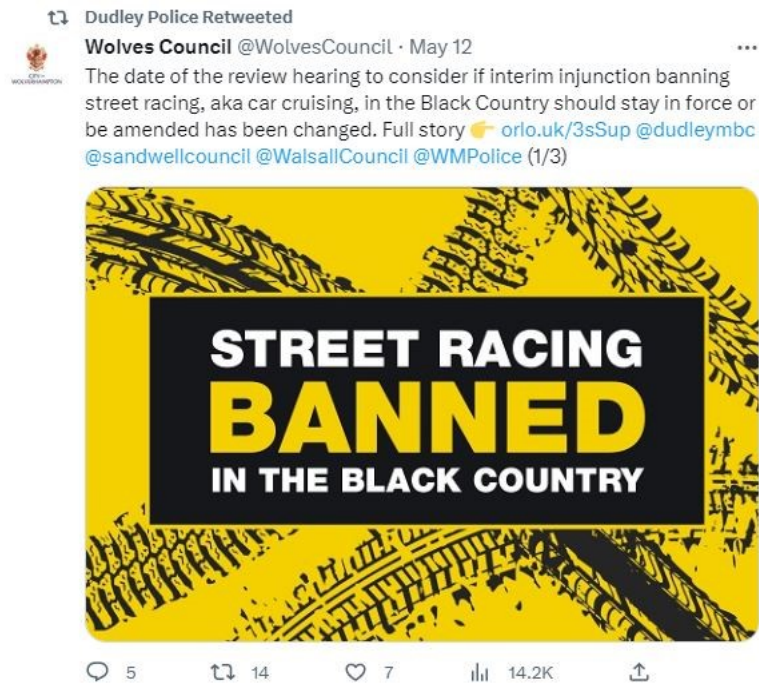 Dudley Police Retweeted
Wolves Council @WolvesCouncil · May 12
CITY OF
WOLVERHAMPTON
The date of the review hearing to consider if interim injunction banning
street racing, aka car cruising, in the Black Country should stay in force or
be amended has been changed. Full story 👉 orlo.uk/3sSup @dudleymbc
@sandwellcouncil @WalsallCouncil @WMPolice (1/3)
STREET RACING
BANNED
IN THE BLACK COUNTRY
5 14 7 14.2K